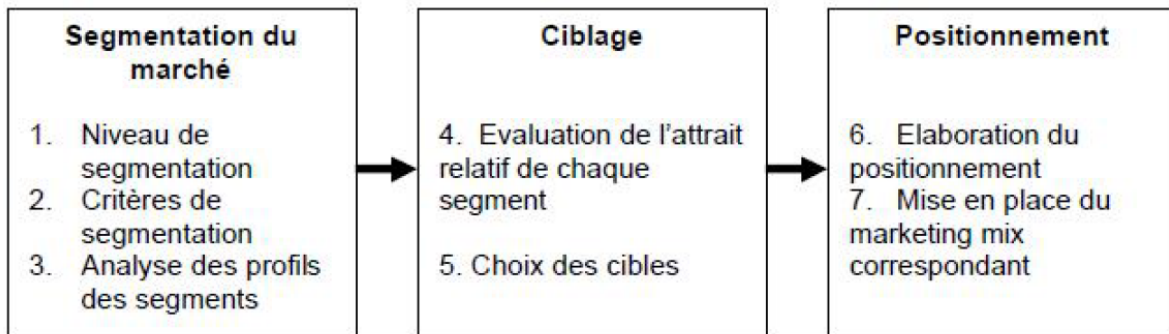 Segmentation du
marché
1. Niveau de
segmentation
2. Critères de
segmentation
3. Analyse des profils
des segments
Ciblage
4. Evaluation de l'attrait
relatif de chaque
segment
5. Choix des cibles
Positionnement
6. Elaboration du
positionnement
7. Mise en place du
marketing mix
correspondant